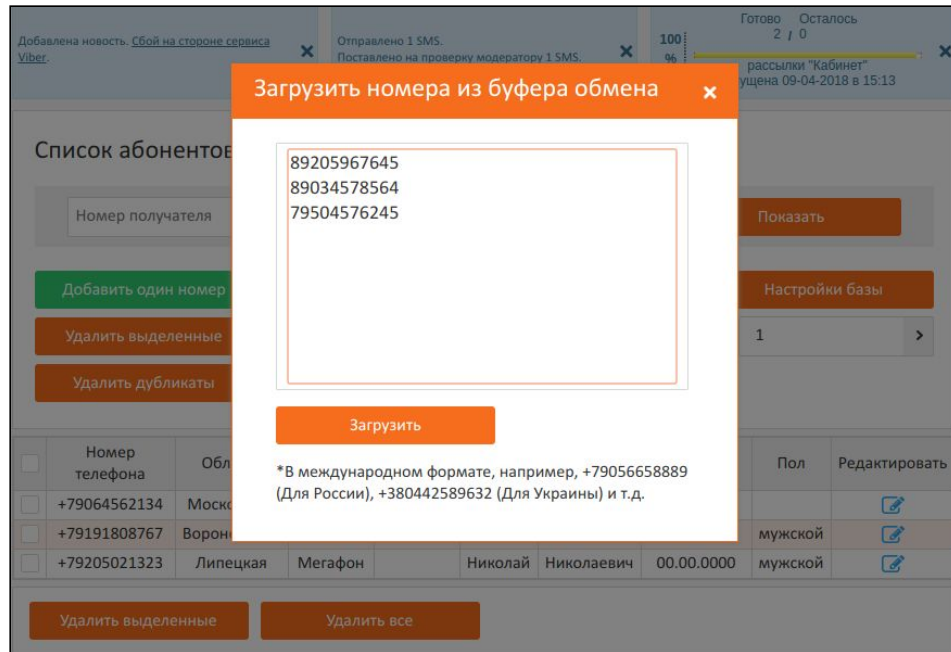 Добавлена новость. Сбой на стороне сервиса
Viber.
Отправлено 1 SMS.
Поставлено на проверку модератору 1 SMS.
Готово Осталось
100
%
2 / 0
рассылки "Кабинет"
ущена 09-04-2018 в 15:13
Загрузить номера из буфера обмена
Список абонентов
89205967645
89034578564
79504576245
Номер получателя
Показать
Добавить один номер
Настройки базы
Удалить выделенные
1
Удалить дубликаты
Загрузить
*В международном формате, например, +79056658889
(Для России), +380442589632 (Для Украины) и т.д.
Номер
телефона
Обл
Пол
Редактировать
+79064562134 Моско
+79191808767 Ворон мужской
+79205021323 Липецкая Мегафон Николай Николаевич 00.00.0000 мужской
Удалить выделенные
Удалить все